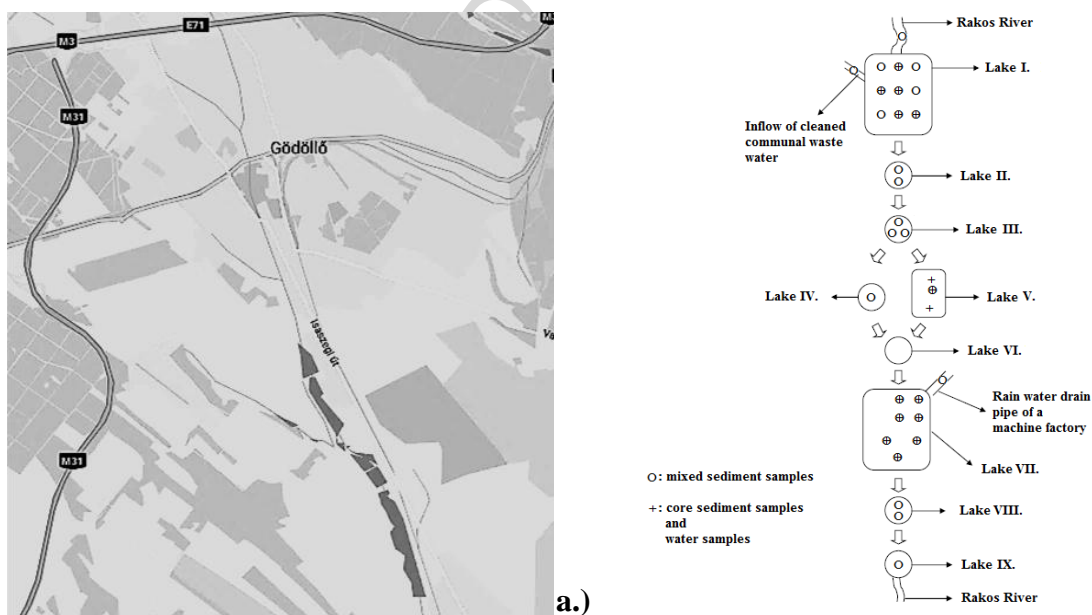 E71
M3
M31
Gödöllő
Isaszegi út
M31
a.)
Rakos River
Lake I.
Inflow of cleaned
communal waste
water
Lake II.
Lake III.
Lake IV.
Lake V.
Lake VI.
Rain water drain
pipe of a
machine factory
Lake VII.
O: mixed sediment samples
+: core sediment samples
and
water samples
Lake VIII.
Lake IX.
Rakos River